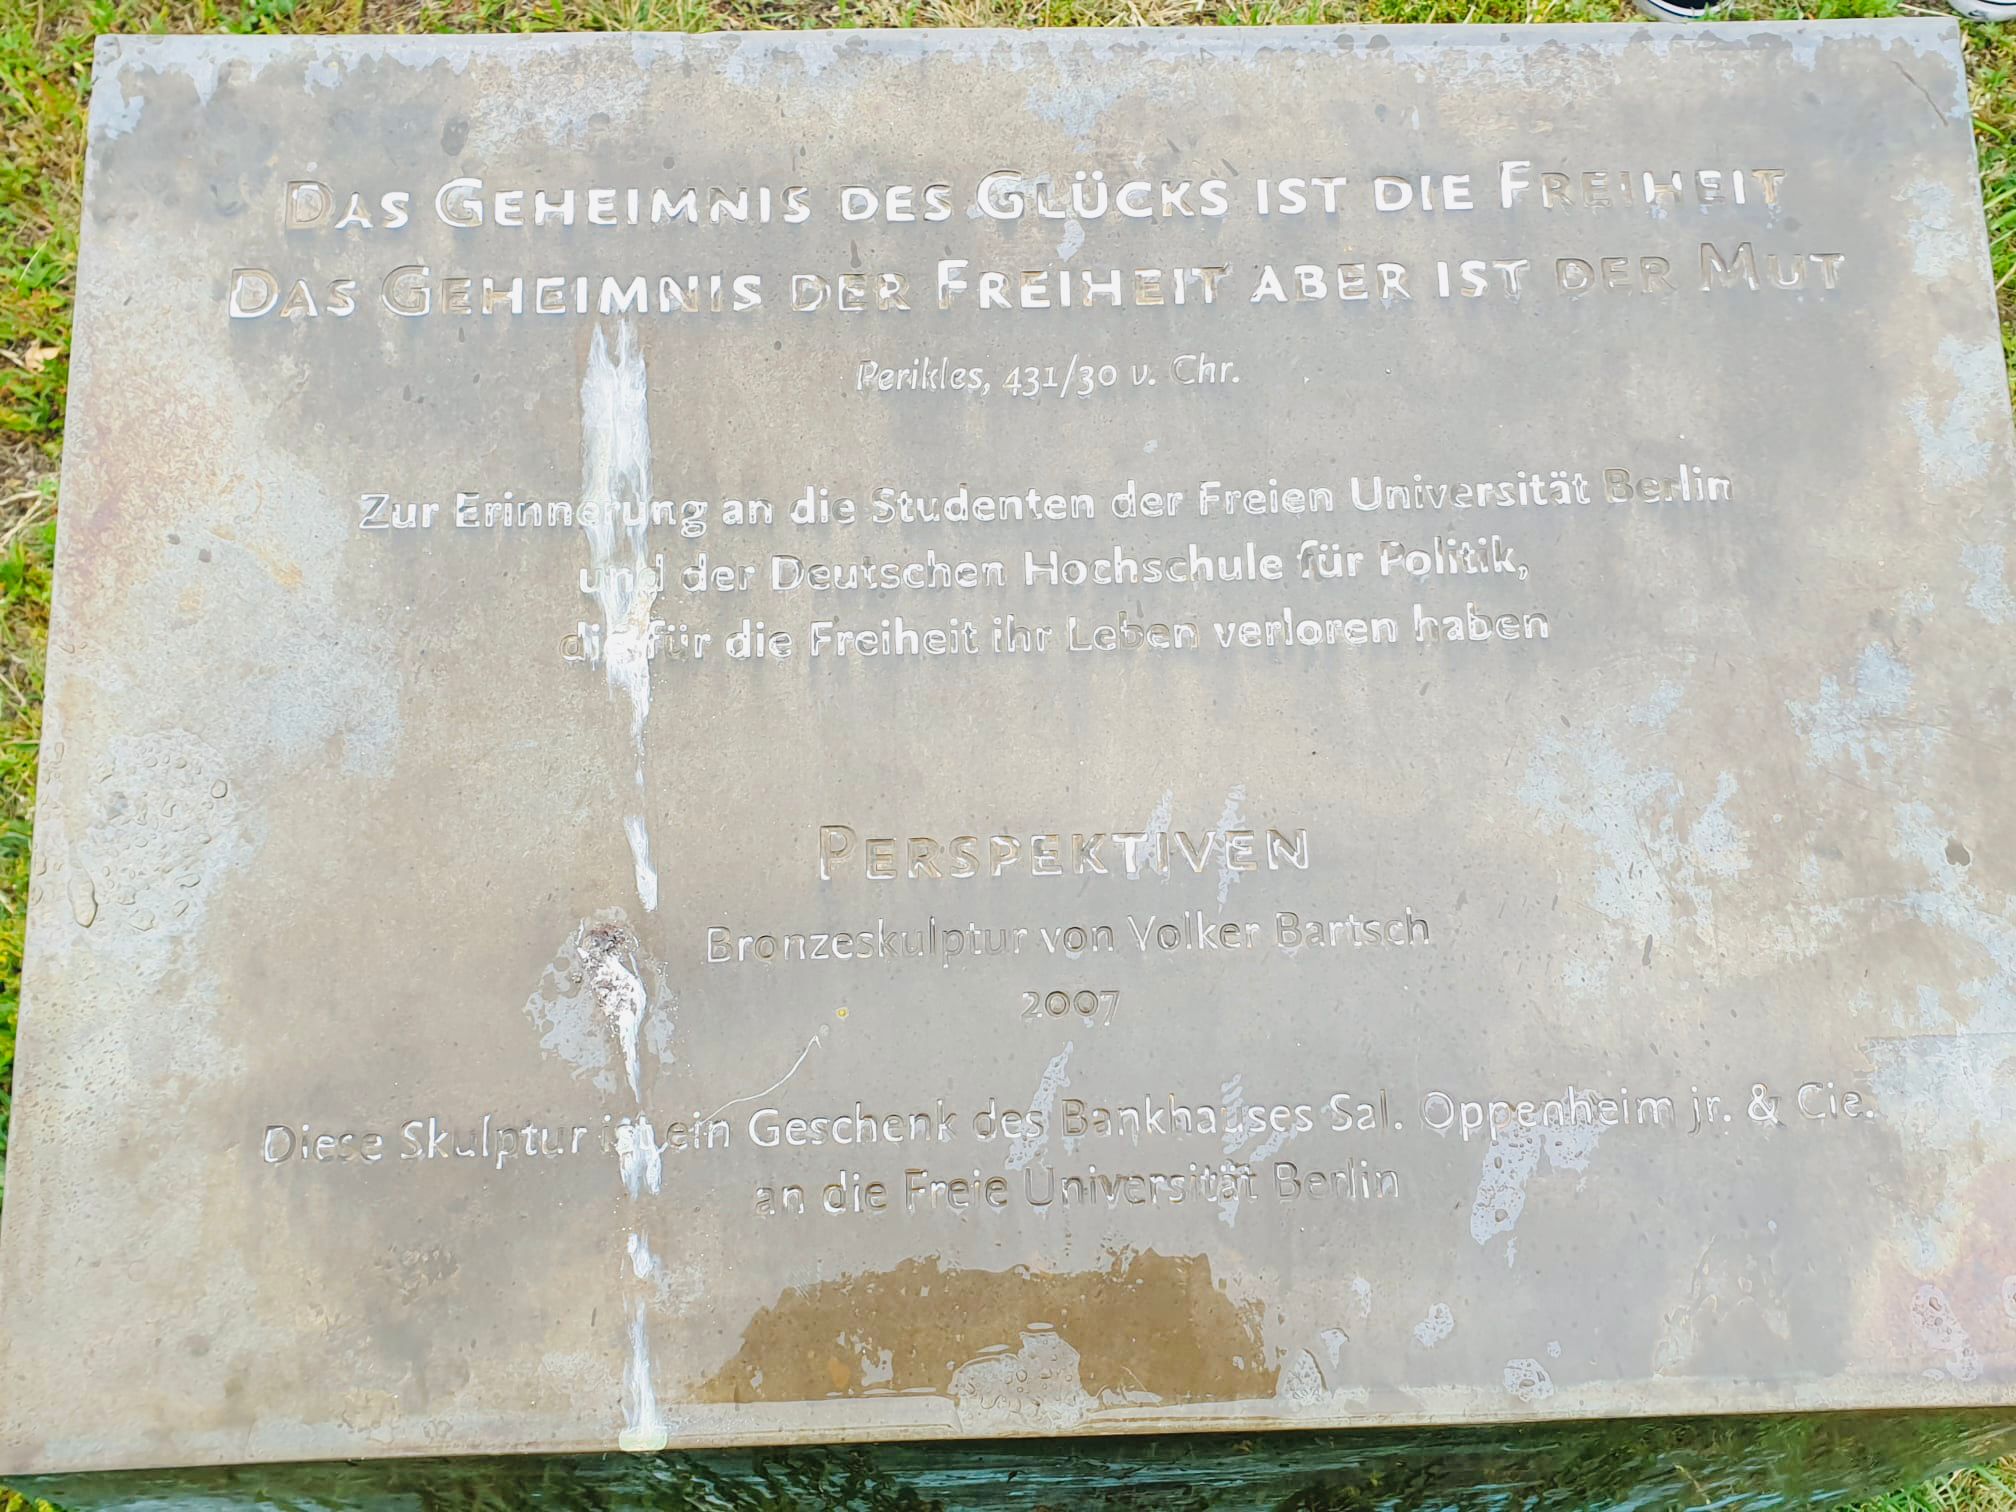 DAS GEHEIMNIS DES GLÜCKS IST DIE FREIHEIT
DAS GEHEIMNIS DER FREIHEIT ABER IST DER MUT
Perikles, 431/30 v. Chr.
Zur Erinnerung an die Studenten der Freien Universität Berlin
und der Deutschen Hochschule für Politik,
die für die Freiheit ihr Leben verloren haben
PERSPEKTIVEN
Bronzeskulptur von Volker Bartsch
2007
Diese Skulptur ist ein Geschenk des Bankhauses Sal. Oppenheim jr. & Cie.
an die Freie Universität Berlin